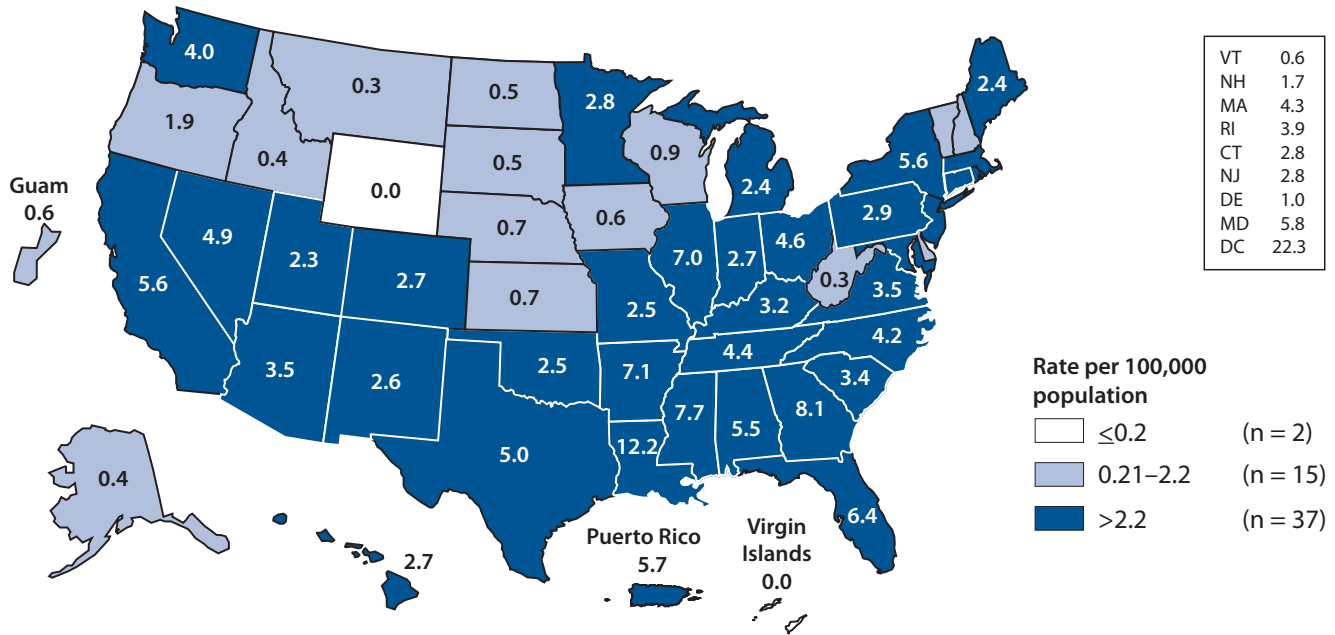 4.0
0.3
0.5
2.8
2.4
1.9
0.4
0.5
0.9
2.4
5.6
0.0
0.7
0.6
2.9
Guam
0.6
4.9
2.3
2.7
7.0
2.7
4.6
0.3
3.5
5.6
0.7
2.5
3.2
4.2
3.5
2.6
2.5
7.1
4.4
3.4
7.7
5.5
8.1
5.0
12.2
6.4
0.4
2.7
Puerto Rico
5.7
Virgin
Islands
0.0
VT 0.6
NH 1.7
MA 4.3
RI 3.9
CT 2.8
NJ 2.8
DE 1.0
MD 5.8
DC 22.3
Rate per 100,000
population
≤0.2 (n = 2)
0.21–2.2 (n = 15)
>2.2 (n = 37)